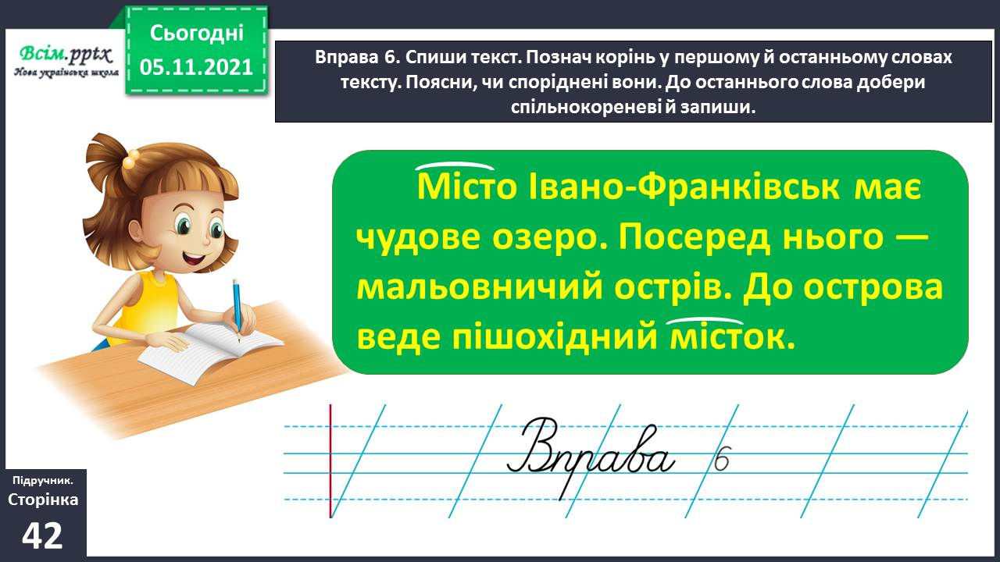 Сьогодні
05.11.2021
Всім.pptx
Нова українська школа
Вправа 6. Спиши текст. Познач корінь у першому й останньому словах
тексту. Поясни, чи споріднені вони. До останнього слова добери
спільнокореневі й запиши.
Місто Івано-Франківськ має
чудове озеро. Посеред нього —
мальовничий острів. До острова
веде пішохідний місток.
Вправа 6
Підручник.
Сторінка
42